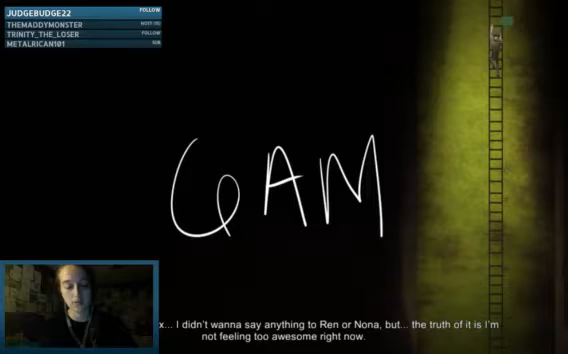 JUDGEBUDGE22 FOLLOW
THEMADDYMONSTER
TRINITY_THE_LOSER FOLLOW
METALRICAN101 SUB
6AM
x... I didn't wanna say anything to Ren or Nona, but... the truth of it is I'm
not feeling too awesome right now.